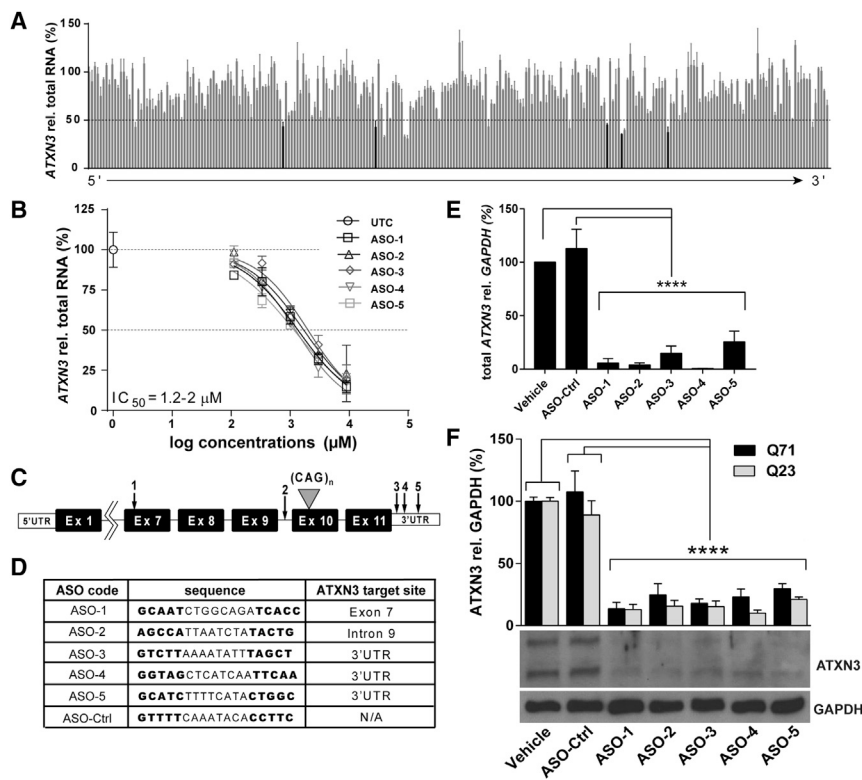 A
ATXN3 rel. total RNA (%)
150
100
50
0
5' 3'
B
ATXN3 rel. total RNA (%)
125
100
75
50
25
0
UTC
ASO-1
ASO-2
ASO-3
ASO-4
ASO-5
IC50 = 1.2-2 µM
0 1 2 3 4 5
log concentrations (µM)
C
(CAG)n
1 2 3 4 5
5'UTR Ex 1 Ex 7 Ex 8 Ex 9 Ex 10 Ex 11 3'UTR
D
ASO code sequence ATXN3 target site
ASO-1 GCAATCTGGCAGATCACC Exon 7
ASO-2 AGCCATTAATCTATACTG Intron 9
ASO-3 GTCTTAAAATATTTAGCT 3'UTR
ASO-4 GGTAGCTCATCAATTCAA 3'UTR
ASO-5 GCATCTTTTCATACTGGC 3'UTR
ASO-Ctrl GTTTTCAAATACACCTTC N/A
E
total ATXN3 rel. GAPDH (%)
150
100
50
0
****
Vehicle ASO-Ctrl ASO-1 ASO-2 ASO-3 ASO-4 ASO-5
F
ATXN3 rel. GAPDH (%)
150
100
50
0
Q71
Q23
****
ATXN3
GAPDH
Vehicle ASO-Ctrl ASO-1 ASO-2 ASO-3 ASO-4 ASO-5